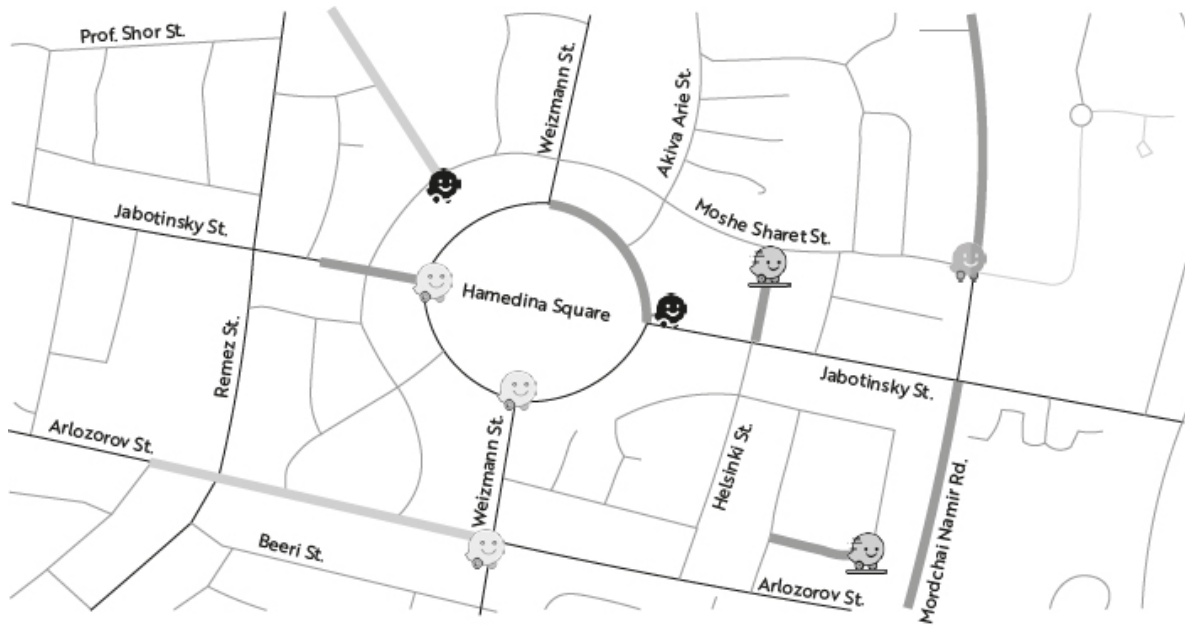 Prof. Shor St.
Weizmann St.
Akiva Arie St.
Jabotinsky St.
Moshe Sharet St.
Hamedina Square
Remez St.
Jabotinsky St.
Arlozorov St.
Weizmann St.
Helsinki St.
Mordchai Namir Rd.
Beeri St.
Arlozorov St.